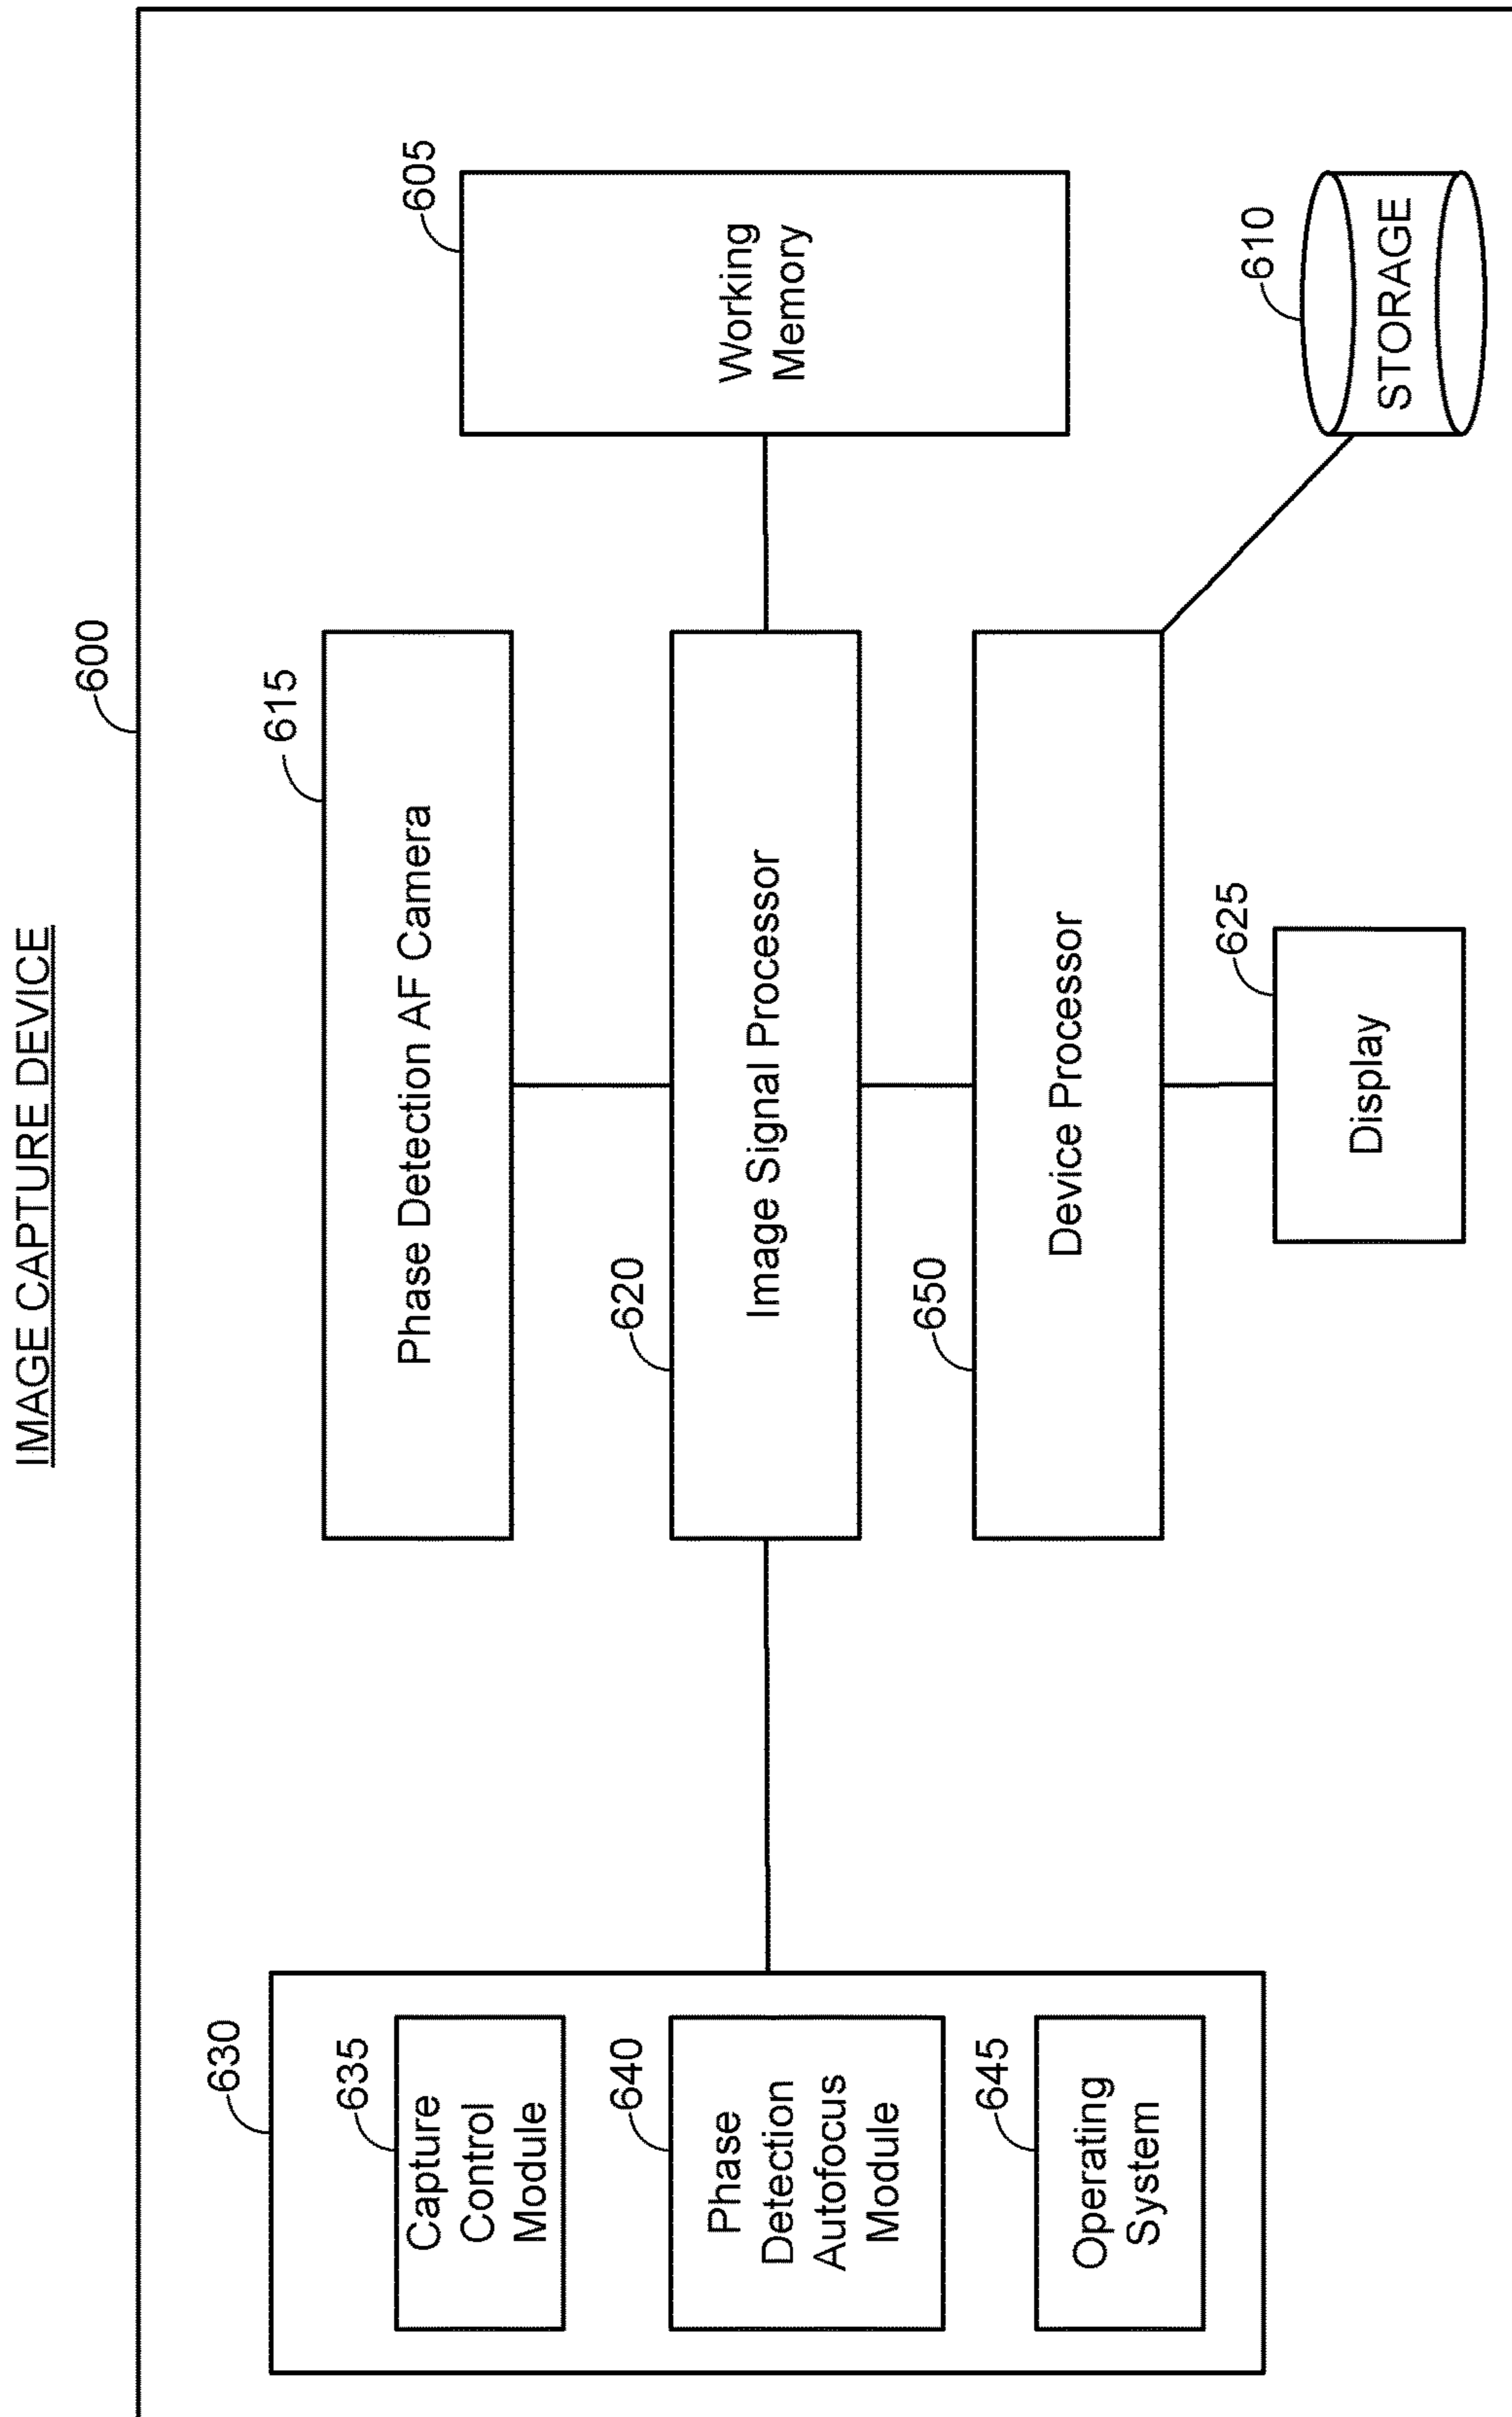 IMAGE CAPTURE DEVICE
600
630
635
Capture
Control
Module
640
Phase
Detection
Autofocus
Module
645
Operating
System
615
Phase Detection AF Camera
620
Image Signal Processor
650
Device Processor
625
Display
605
Working
Memory
610
STORAGE